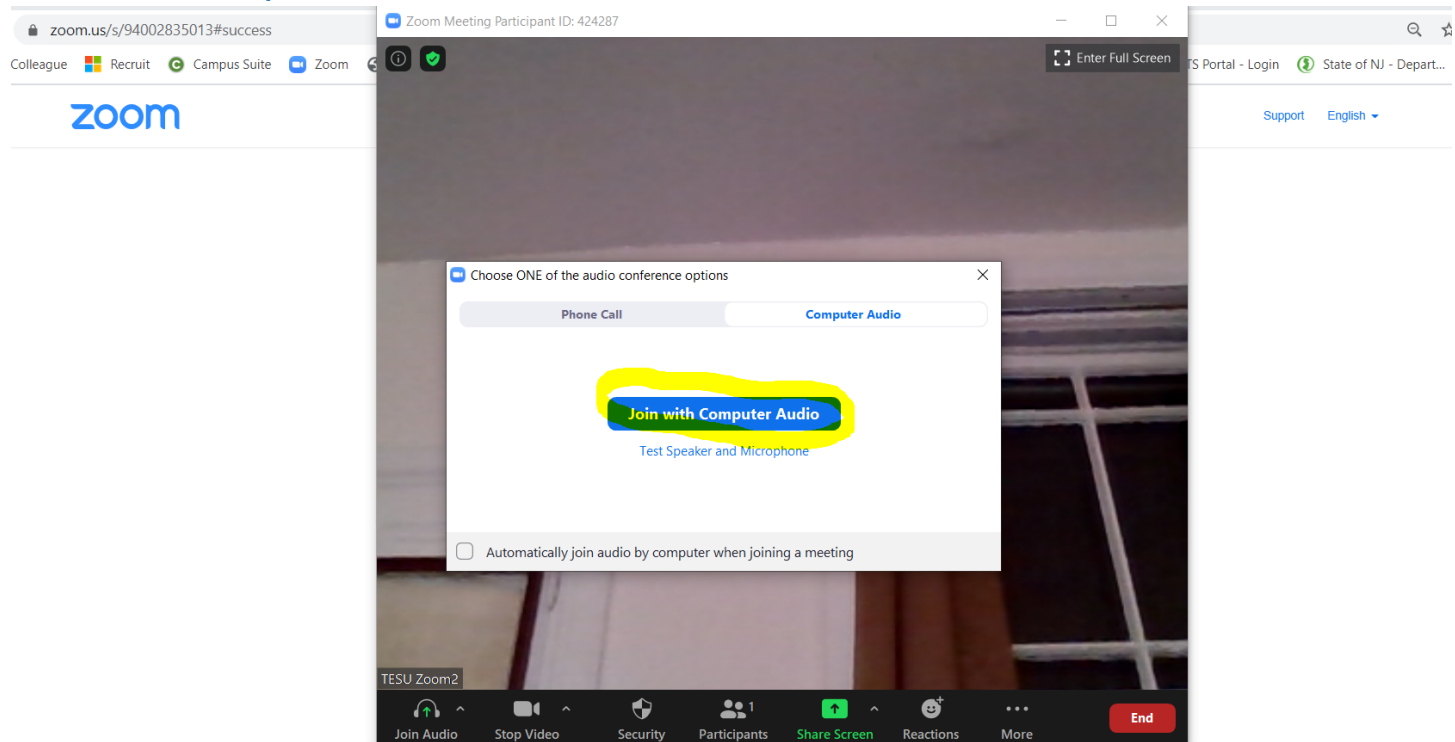 Zoom Meeting Participant ID: 424287
zoom.us/s/94002835013#success
Colleague Recruit Campus Suite Zoom
Enter Full Screen
TS Portal - Login State of NJ - Depart...
zoom
Support English
Choose ONE of the audio conference options
Phone Call Computer Audio
Join with Computer Audio
Test Speaker and Microphone
Automatically join audio by computer when joining a meeting
TESU Zoom2
1
Join Audio Stop Video Security Participants Share Screen Reactions More End